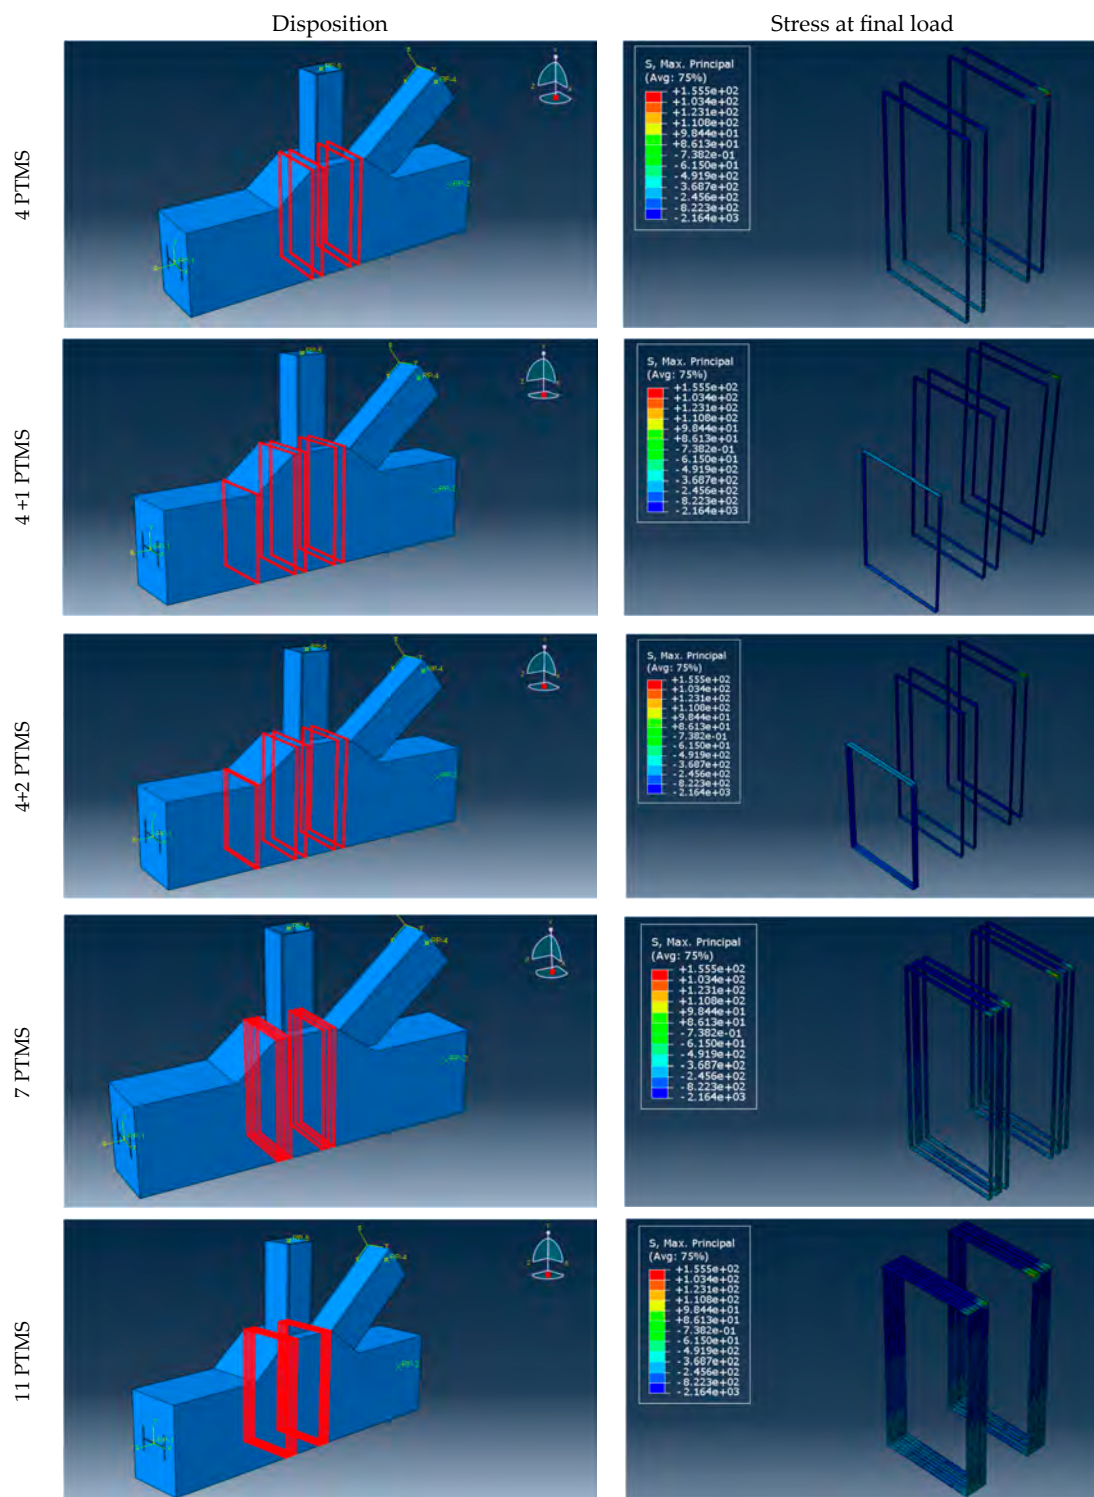 Disposition
Stress at final load
4 PTMS
RP-5
RP-4
S, Max. Principal
(Avg: 75%)
+1.555e+02
+1.034e+02
+1.231e+02
+1.108e+02
+9.844e+01
+8.613e+01
-7.382e-01
-6.150e+01
-4.919e+02
-3.687e+02
-2.456e+02
-8.223e+02
-2.164e+03
4 +1 PTMS
RP-4
S, Max. Principal
(Avg: 75%)
+1.555e+02
+1.034e+02
+1.231e+02
+1.108e+02
+9.844e+01
+8.613e+01
-7.382e-01
-6.150e+01
-4.919e+02
-3.687e+02
-2.456e+02
-8.223e+02
-2.164e+03
4+2 PTMS
RP-4
S, Max. Principal
(Avg: 75%)
+1.555e+02
+1.034e+02
+1.231e+02
+1.108e+02
+9.844e+01
+8.613e+01
-7.382e-01
-6.150e+01
-4.919e+02
-3.687e+02
-2.456e+02
-8.223e+02
-2.164e+03
7 PTMS
RP-4
S, Max. Principal
(Avg: 75%)
+1.555e+02
+1.034e+02
+1.231e+02
+1.108e+02
+9.844e+01
+8.613e+01
-7.382e-01
-6.150e+01
-4.919e+02
-3.687e+02
-2.456e+02
-8.223e+02
-2.164e+03
11 PTMS
RP-4
S, Max. Principal
(Avg: 75%)
+1.555e+02
+1.034e+02
+1.231e+02
+1.108e+02
+9.844e+01
+8.613e+01
-7.382e-01
-6.150e+01
-4.919e+02
-3.687e+02
-2.456e+02
-8.223e+02
-2.164e+03